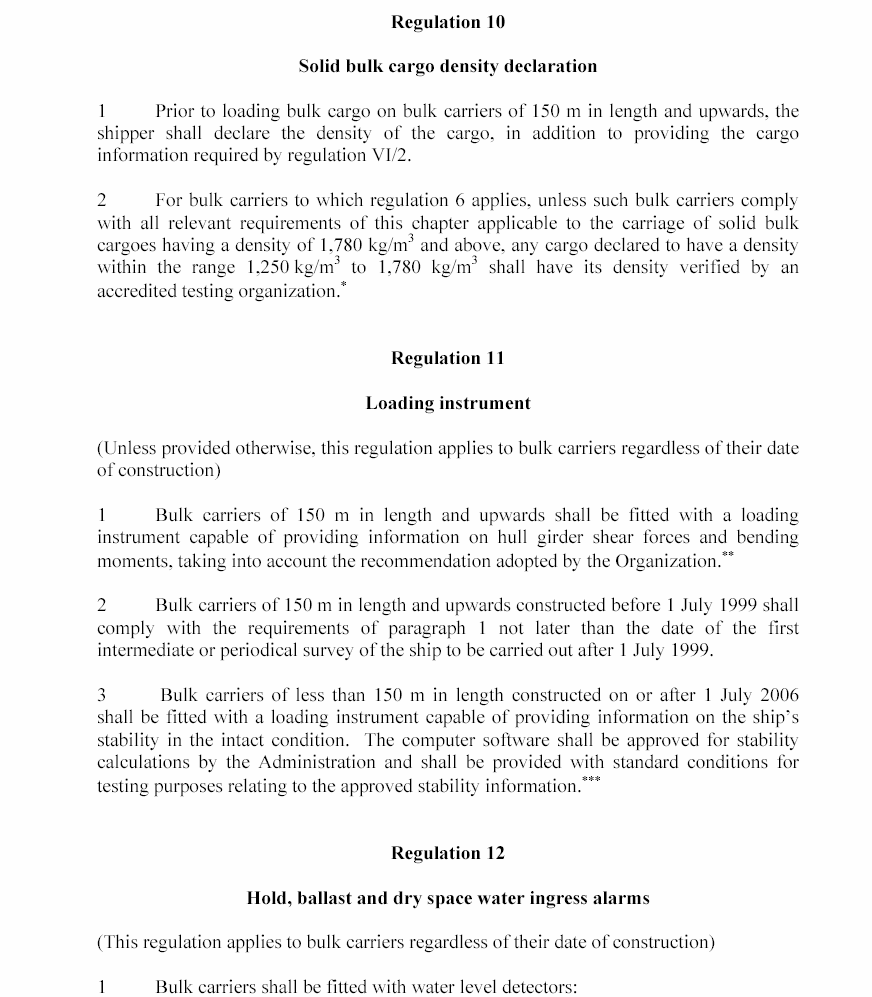 Regulation 10
Solid bulk cargo density declaration
1 Prior to loading bulk cargo on bulk carriers of 150 m in length and upwards, the
shipper shall declare the density of the cargo, in addition to providing the cargo
information required by regulation VI/2.
2 For bulk carriers to which regulation 6 applies, unless such bulk carriers comply
with all relevant requirements of this chapter applicable to the carriage of solid bulk
cargoes having a density of 1,780 kg/m³ and above, any cargo declared to have a density
within the range 1,250 kg/m³ to 1,780 kg/m³ shall have its density verified by an
accredited testing organization.*
Regulation 11
Loading instrument
(Unless provided otherwise, this regulation applies to bulk carriers regardless of their date
of construction)
1 Bulk carriers of 150 m in length and upwards shall be fitted with a loading
instrument capable of providing information on hull girder shear forces and bending
moments, taking into account the recommendation adopted by the Organization.**
2 Bulk carriers of 150 m in length and upwards constructed before 1 July 1999 shall
comply with the requirements of paragraph 1 not later than the date of the first
intermediate or periodical survey of the ship to be carried out after 1 July 1999.
3 Bulk carriers of less than 150 m in length constructed on or after 1 July 2006
shall be fitted with a loading instrument capable of providing information on the ship's
stability in the intact condition. The computer software shall be approved for stability
calculations by the Administration and shall be provided with standard conditions for
testing purposes relating to the approved stability information.***
Regulation 12
Hold, ballast and dry space water ingress alarms
(This regulation applies to bulk carriers regardless of their date of construction)
1 Bulk carriers shall be fitted with water level detectors: